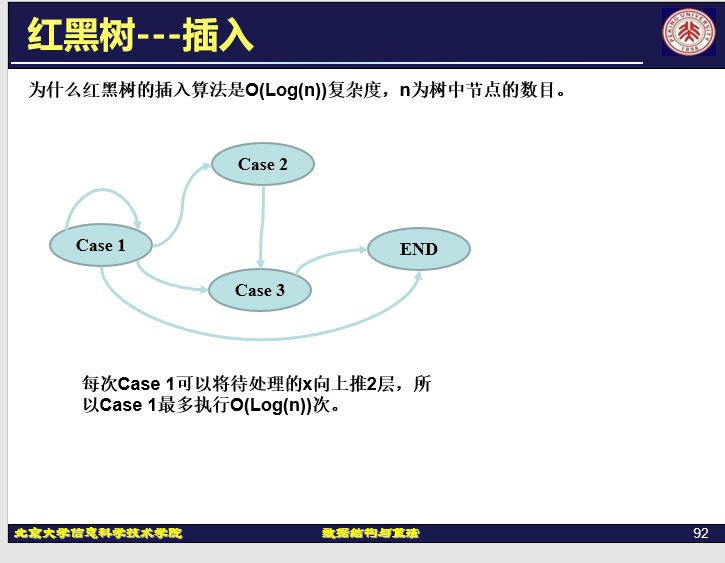 红黑树---插入
为什么红黑树的插入算法是O(Log(n))复杂度，n为树中节点的数目。
Case 2
Case 1
END
Case 3
每次Case 1可以将待处理的x向上推2层，所
以Case 1最多执行O(Log(n))次。
北京大学信息科学技术学院
数据结构与算法
92
PEKING UNIVERSITY
1898